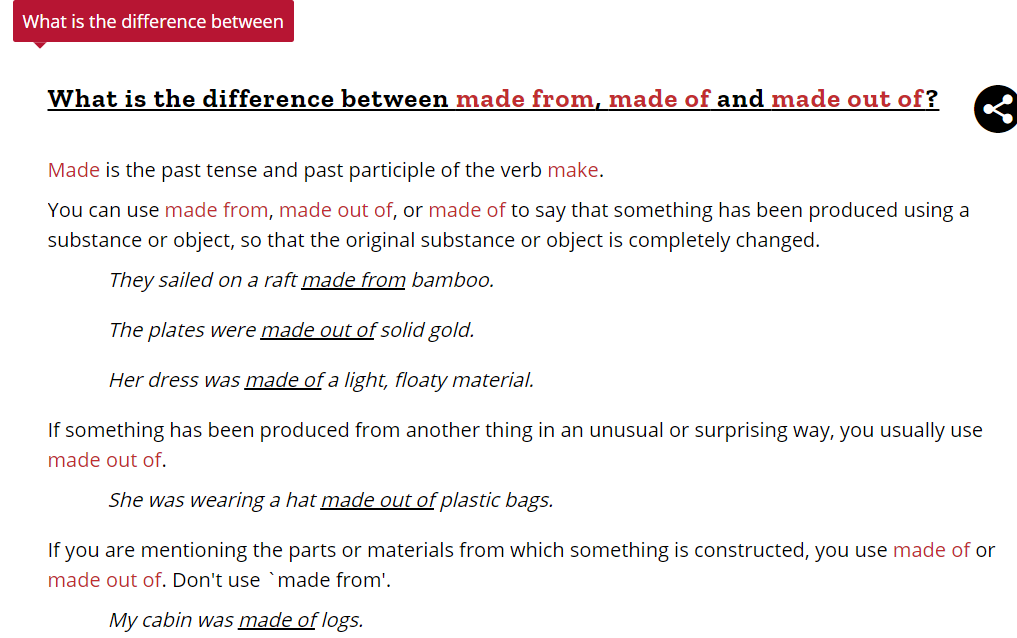 What is the difference between
What is the difference between made from, made of and made out of?
Made is the past tense and past participle of the verb make.
You can use made from, made out of, or made of to say that something has been produced using a
substance or object, so that the original substance or object is completely changed.
They sailed on a raft made from bamboo.
The plates were made out of solid gold.
Her dress was made of a light, floaty material.
If something has been produced from another thing in an unusual or surprising way, you usually use
made out of.
She was wearing a hat made out of plastic bags.
If you are mentioning the parts or materials from which something is constructed, you use made of or
made out of. Don't use `made from'.
My cabin was made of logs.